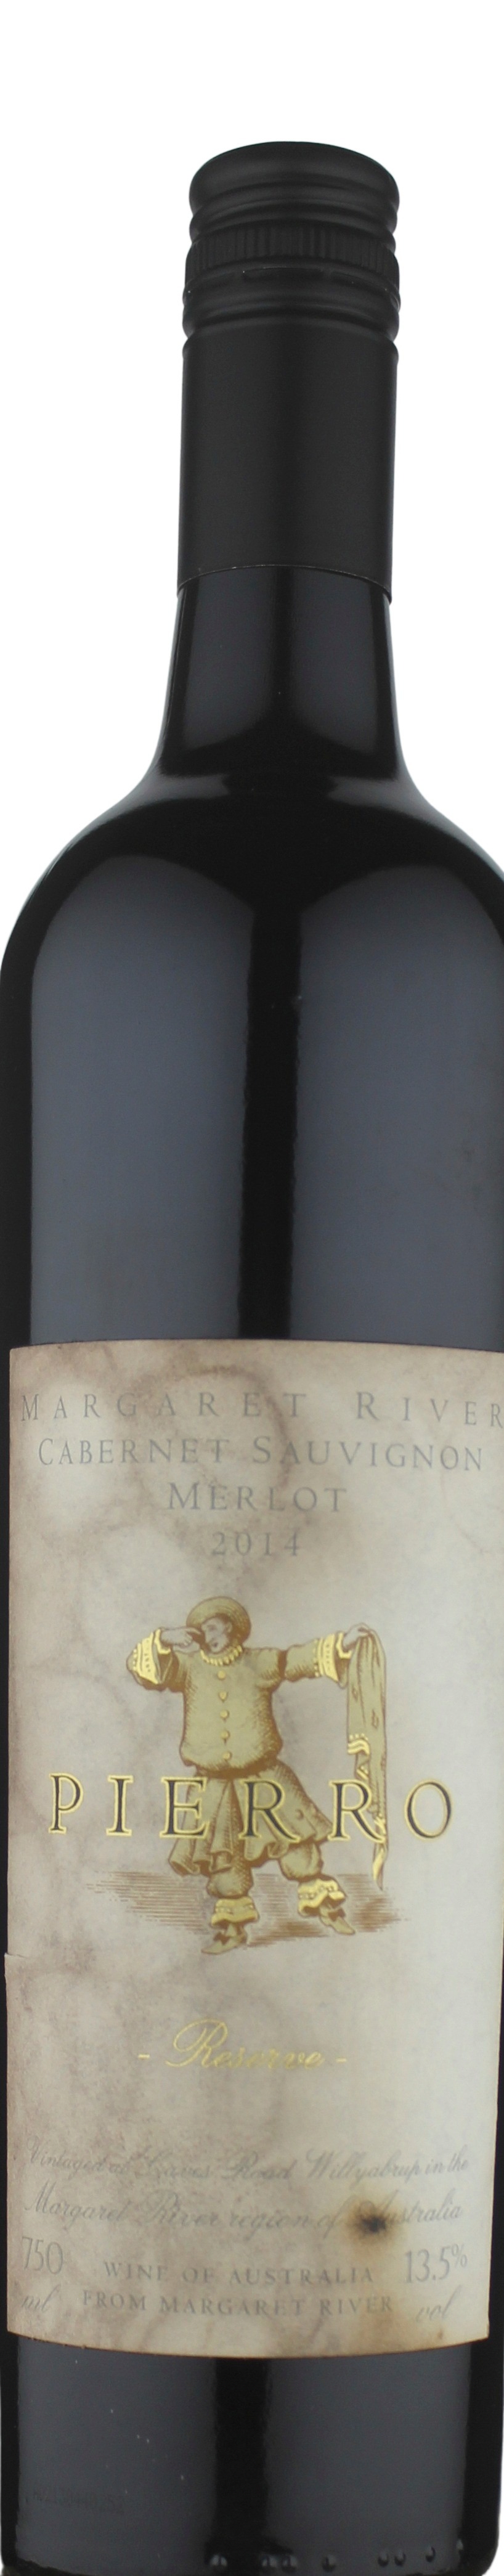 MARGARET RIVER
CABERNET SAUVIGNON
MERLOT
2014
PIERRO
- Reserve -
Vintaged at Caves Road Willyabrup in the
Margaret River region of Australia
750 ml
WINE OF AUSTRALIA
FROM MARGARET RIVER
13.5% vol